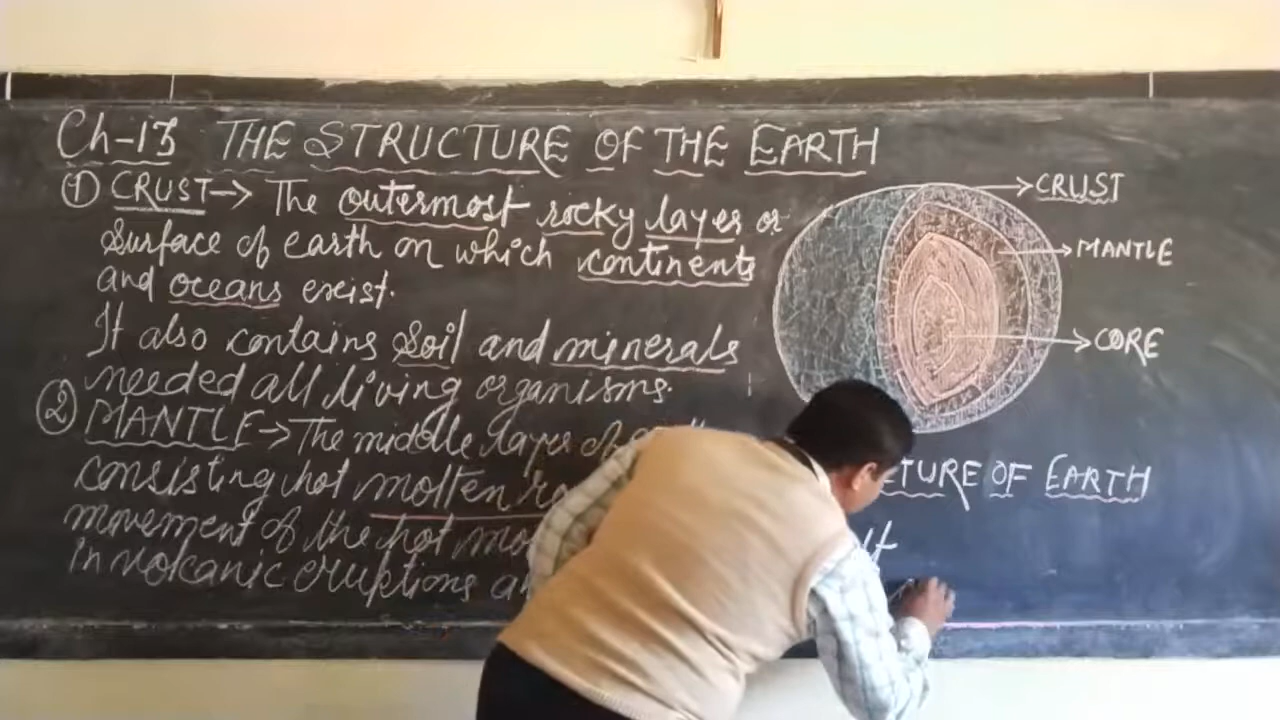 Ch-13 THE STRUCTURE OF THE EARTH
① CRUST → The outermost rocky layer or
surface of earth on which continents
and oceans exist.
It also contains soil and minerals
needed all living organisms.
② MANTLE → The middle layer of
consisting hot molten
movement of the hot
in volcanic eruptions
CRUST
MANTLE
CORE
CTURE OF EARTH